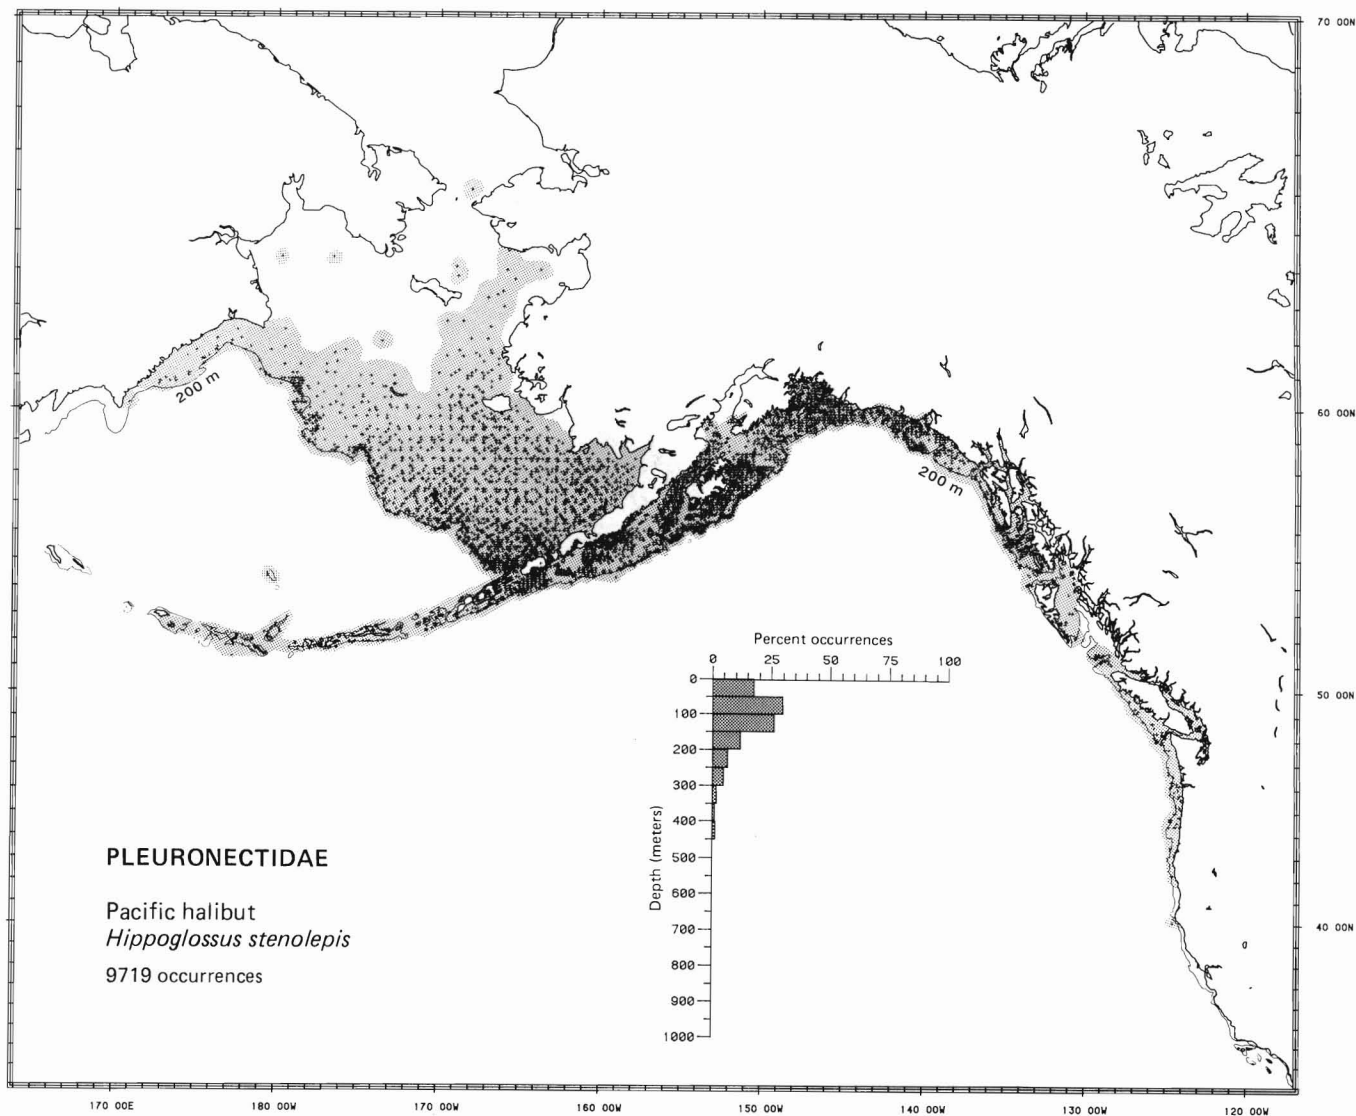 70 00N
200 m
60 00N
200 m
Percent occurrences
0 25 50 75 100
0
100
200
300
400
500
600
700
800
900
1000
Depth (meters)
50 00N
PLEURONECTIDAE
Pacific halibut
Hippoglossus stenolepis
9719 occurrences
40 00N
170 00E 180 00W 170 00W 160 00W 150 00W 140 00W 130 00W 120 00W